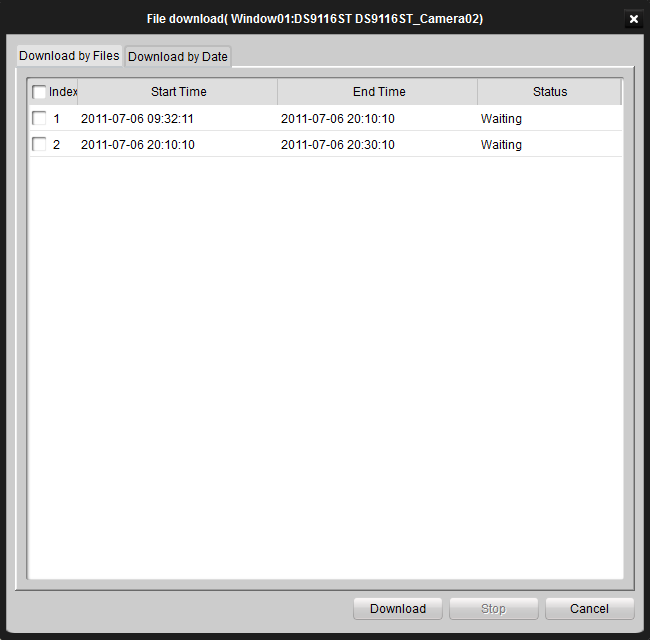 File download( Window01:DS9116ST DS9116ST_Camera02)
Download by Files Download by Date
Index Start Time End Time Status
1 2011-07-06 09:32:11 2011-07-06 20:10:10 Waiting
2 2011-07-06 20:10:10 2011-07-06 20:30:10 Waiting
Download Stop Cancel